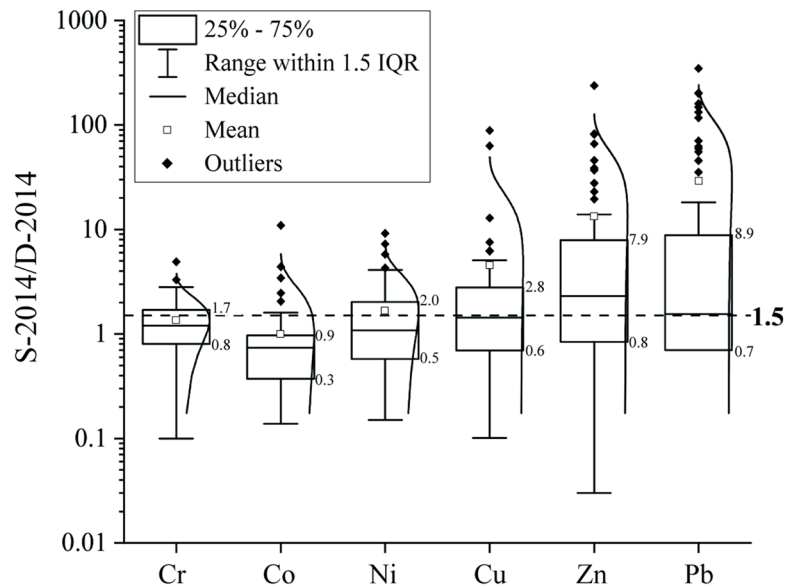 1000
100
10
1
0.1
0.01
S-2014/D-2014
25% - 75%
Range within 1.5 IQR
Median
Mean
Outliers
1.7
0.8
0.9
0.3
2.0
0.5
2.8
0.6
7.9
0.8
8.9
0.7
1.5
Cr Co Ni Cu Zn Pb